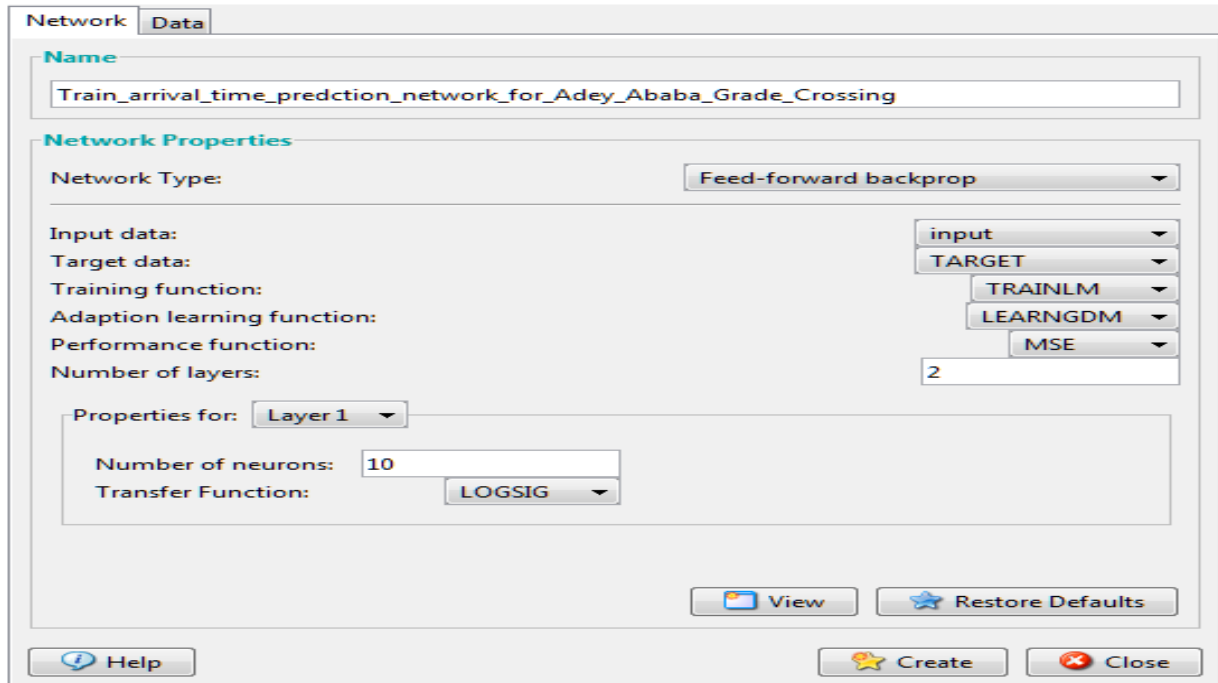 Network Data
Name
Train_arrival_time_predction_network_for_Adey_Ababa_Grade_Crossing
Network Properties
Network Type: Feed-forward backprop
Input data: input
Target data: TARGET
Training function: TRAINLM
Adaption learning function: LEARNGDM
Performance function: MSE
Number of layers: 2
Properties for: Layer 1
Number of neurons: 10
Transfer Function: LOGSIG
View Restore Defaults
Help Create Close